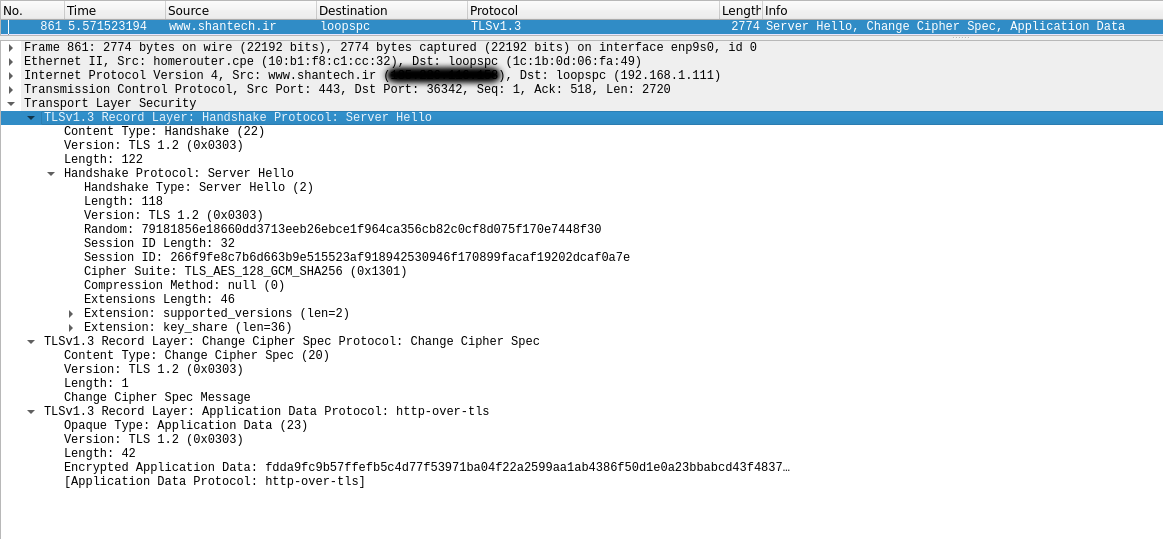 No. Time Source Destination Protocol Length Info
861 5.571523194 www.shantech.ir loopspc TLSv1.3 2774 Server Hello, Change Cipher Spec, Application Data
Frame 861: 2774 bytes on wire (22192 bits), 2774 bytes captured (22192 bits) on interface enp9s0, id 0
Ethernet II, Src: homerouter.cpe (10:b1:f8:c1:cc:32), Dst: loopspc (1c:1b:0d:06:fa:49)
Internet Protocol Version 4, Src: www.shantech.ir ( ), Dst: loopspc (192.168.1.111)
Transmission Control Protocol, Src Port: 443, Dst Port: 36342, Seq: 1, Ack: 518, Len: 2720
Transport Layer Security
TLSv1.3 Record Layer: Handshake Protocol: Server Hello
Content Type: Handshake (22)
Version: TLS 1.2 (0x0303)
Length: 122
Handshake Protocol: Server Hello
Handshake Type: Server Hello (2)
Length: 118
Version: TLS 1.2 (0x0303)
Random: 79181856e18660dd3713eeb26ebce1f964ca356cb82c0cf8d075f170e7448f30
Session ID Length: 32
Session ID: 266f9fe8c7b6d663b9e515523af918942530946f170899facaf19202dcaf0a7e
Cipher Suite: TLS_AES_128_GCM_SHA256 (0x1301)
Compression Method: null (0)
Extensions Length: 46
Extension: supported_versions (len=2)
Extension: key_share (len=36)
TLSv1.3 Record Layer: Change Cipher Spec Protocol: Change Cipher Spec
Content Type: Change Cipher Spec (20)
Version: TLS 1.2 (0x0303)
Length: 1
Change Cipher Spec Message
TLSv1.3 Record Layer: Application Data Protocol: http-over-tls
Opaque Type: Application Data (23)
Version: TLS 1.2 (0x0303)
Length: 42
Encrypted Application Data: fdda9fc9b57ffefb5c4d77f53971ba04f22a2599aa1ab4386f50d1e0a23bbabcd43f4837…
[Application Data Protocol: http-over-tls]